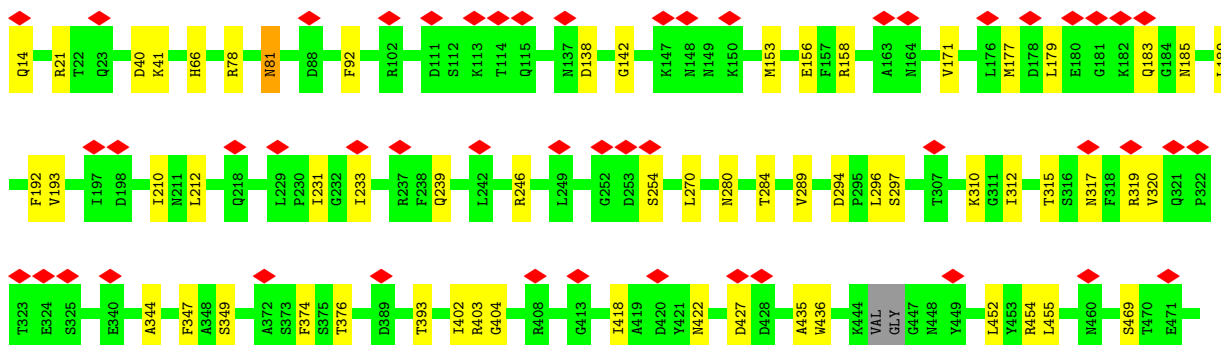 Q14 R21 T22 Q23 D40 K41 H66 R78 N81 D88 F92 R102 D111 S112 K113 T114 Q115 N137 D138 G142 K147 N148 N149 K150 M153 E156 F157 R158 A163 N164 V171 L176 M177 D178 L179 E180 G181 K182 Q183 G184 N185
F192 V193 I197 D198 I210 N211 L212 Q218 L229 P230 I231 G232 I233 R237 F238 Q239 L242 R246 L249 G252 D253 S254 L270 N280 T284 V289 D294 P295 L296 S297 T307 K310 G311 I312 T315 S316 N317 F318 R319 V320 Q321 P322
T323 E324 S325 E340 A344 F347 A348 S349 A372 S373 F374 S375 T376 D389 T393 I402 R403 G404 R408 G413 I418 A419 D420 Y421 N422 D427 D428 A435 W436 K444 VAL GLY G447 N448 Y449 L452 Y453 R454 L455 N460 S469 T470 E471